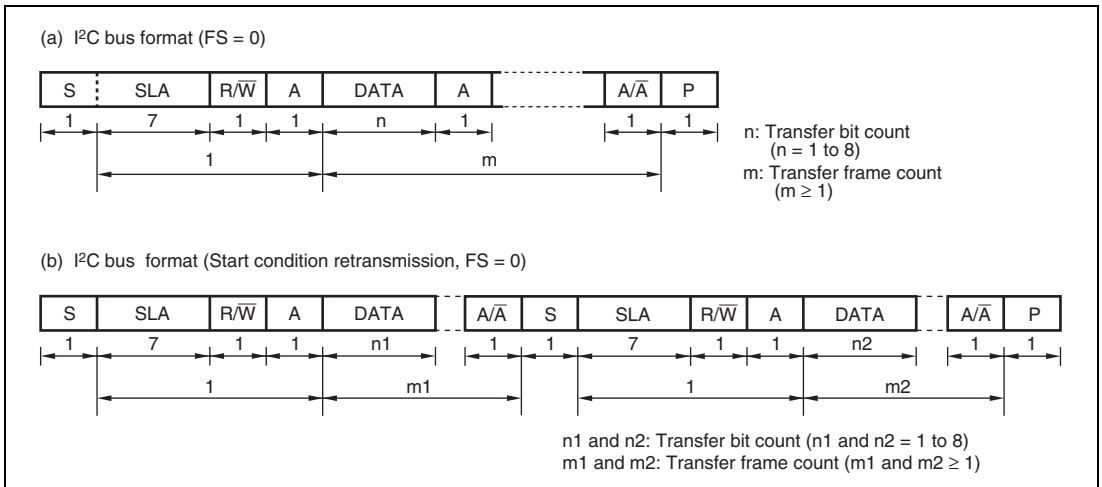 (a) I²C bus format (FS = 0)
S SLA R/W̅ A DATA A A/A̅ P
1 7 1 1 n 1 1 1
1 m
n: Transfer bit count
(n = 1 to 8)
m: Transfer frame count
(m ≥ 1)
(b) I²C bus format (Start condition retransmission, FS = 0)
S SLA R/W̅ A DATA A/A̅ S SLA R/W̅ A DATA A/A̅ P
1 7 1 1 n1 1 1 7 1 1 n2 1 1
1 m1 1 m2
n1 and n2: Transfer bit count (n1 and n2 = 1 to 8)
m1 and m2: Transfer frame count (m1 and m2 ≥ 1)